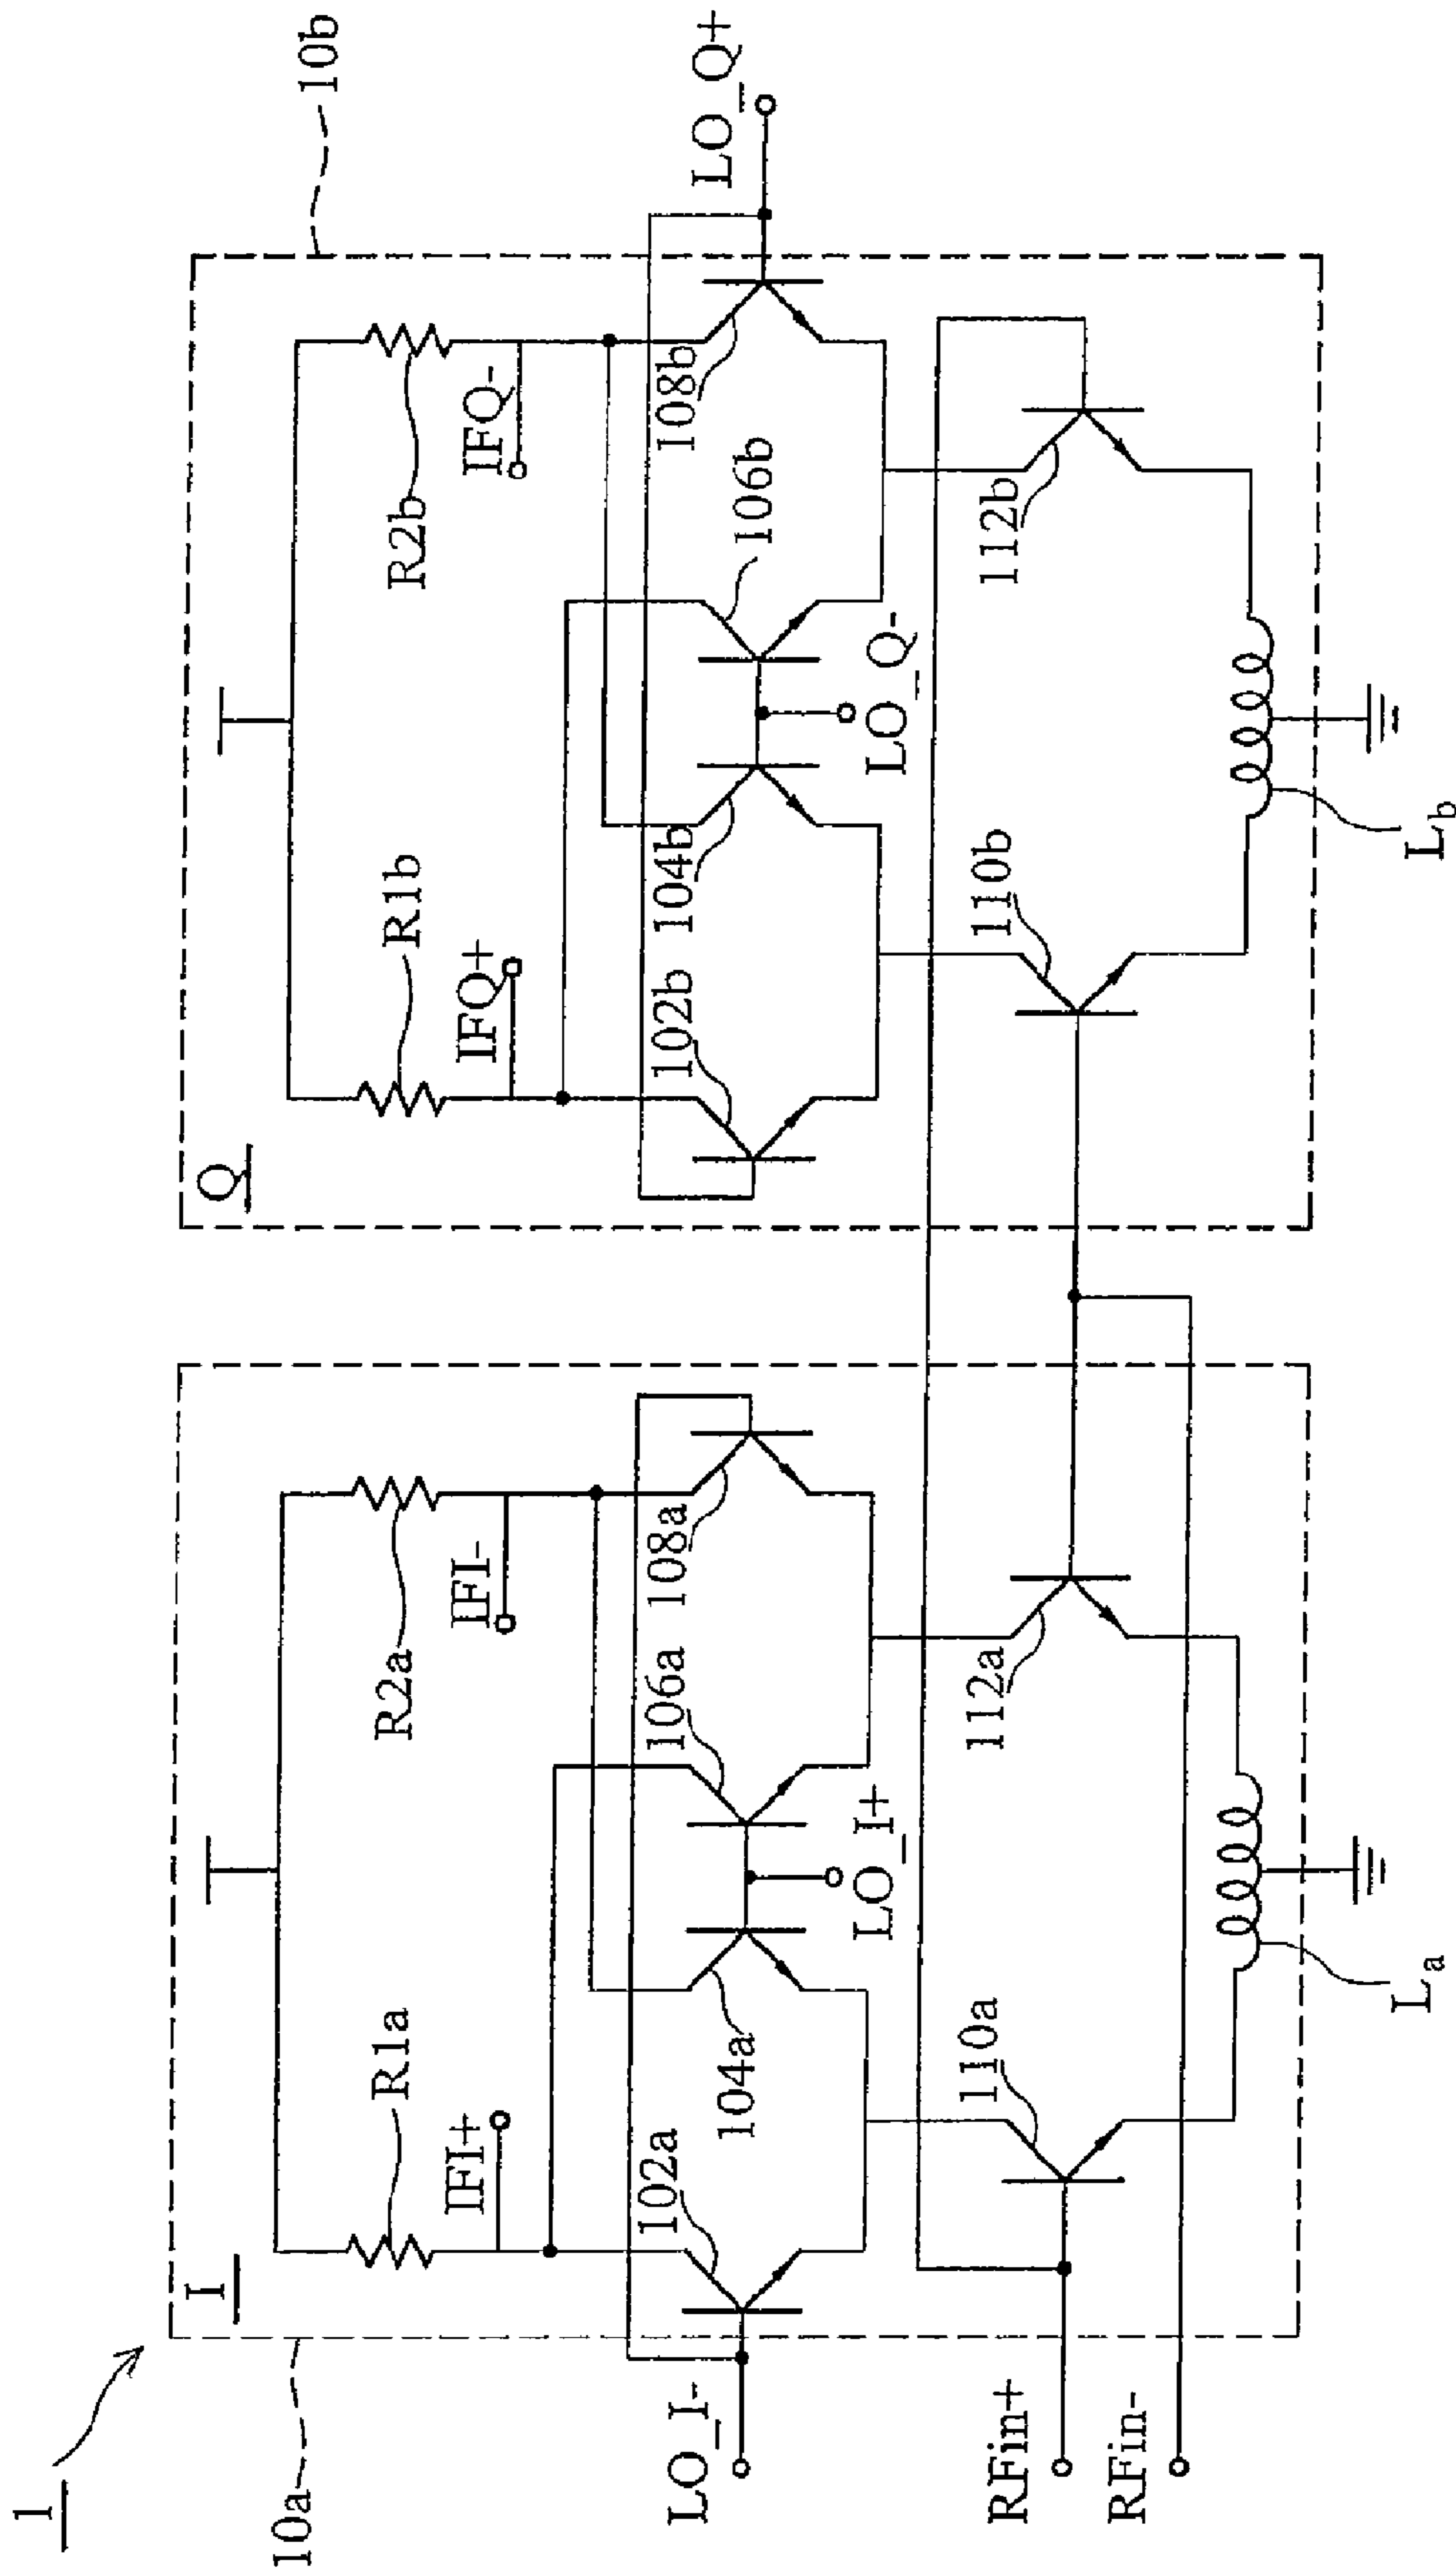 1
10a
I
R1a
R2a
IFI+
IFI-
102a
104a
106a
108a
LO_I-
LO_I+
110a
112a
RFin+
RFin-
La
10b
Q
R1b
R2b
IFQ+
IFQ-
102b
104b
106b
108b
LO_Q+
LO_Q-
110b
112b
Lb